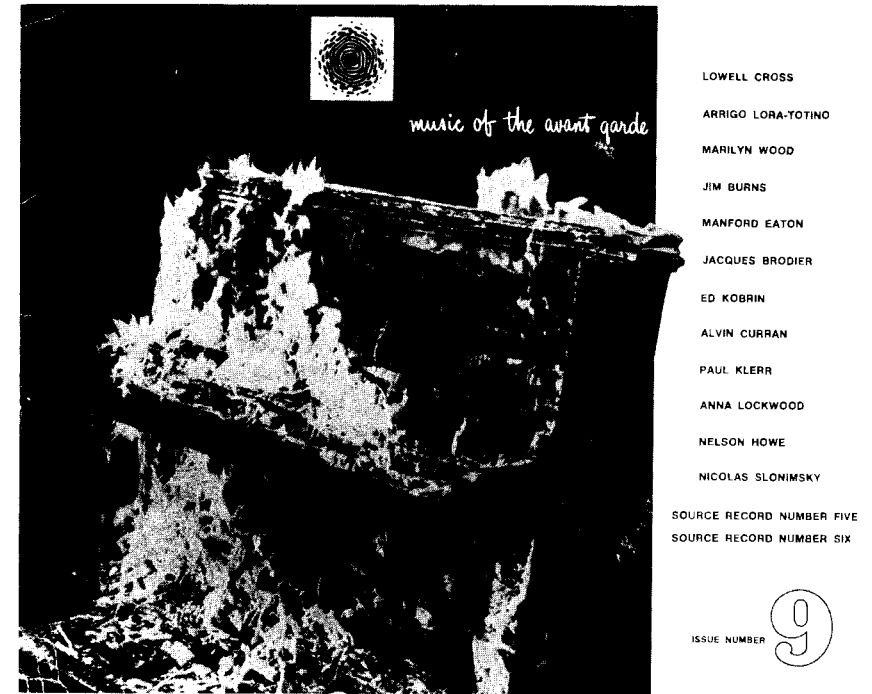 music of the avant garde
LOWELL CROSS
ARRIGO LORA-TOTINO
MARILYN WOOD
JIM BURNS
MANFORD EATON
JACQUES BRODIER
ED KOBRIN
ALVIN CURRAN
PAUL KLERR
ANNA LOCKWOOD
NELSON HOWE
NICOLAS SLONIMSKY
SOURCE RECORD NUMBER FIVE
SOURCE RECORD NUMBER SIX
ISSUE NUMBER 9